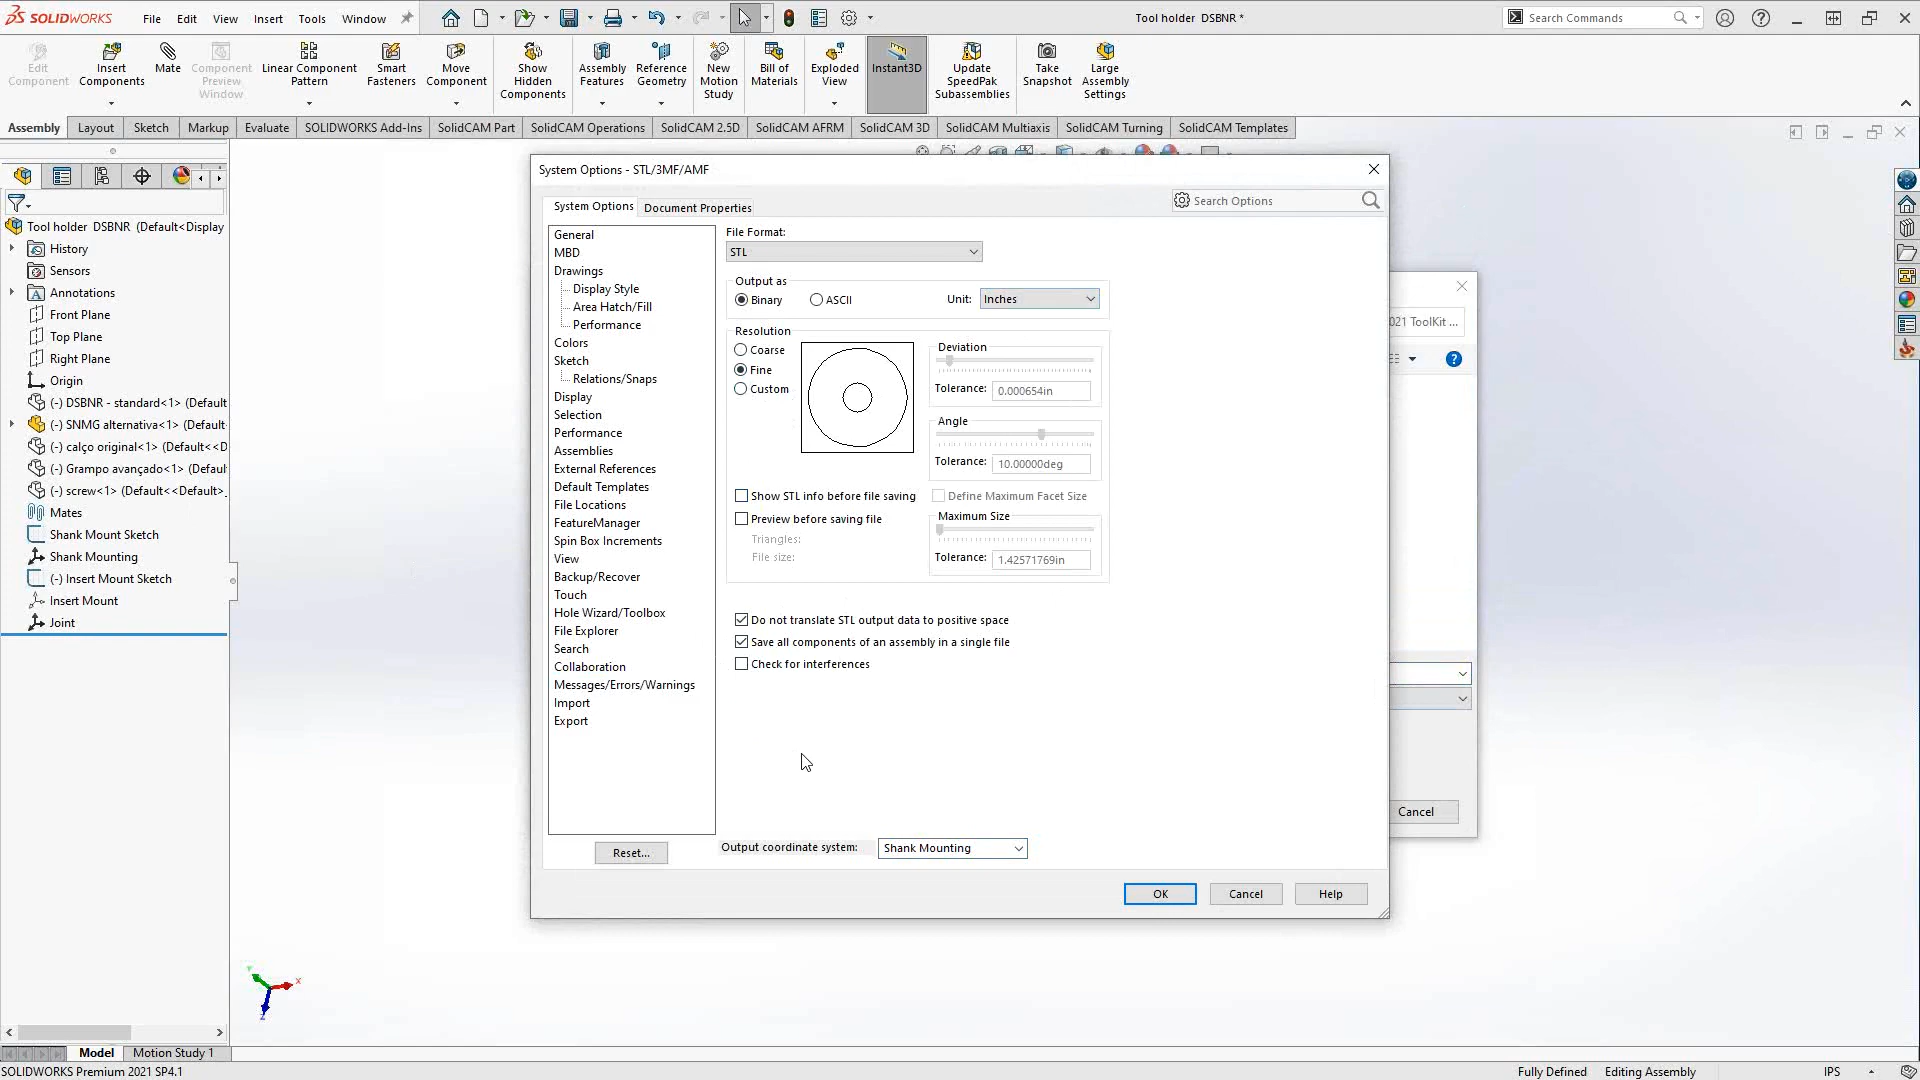 SOLIDWORKS
File Edit View Insert Tools Window
Tool holder DSBNR *
Search Commands
Edit Component
Insert Components
Mate
Component Preview Window
Linear Component Pattern
Smart Fasteners
Move Component
Show Hidden Components
Assembly Features
Reference Geometry
New Motion Study
Bill of Materials
Exploded View
Instant3D
Update SpeedPak Subassemblies
Take Snapshot
Large Assembly Settings
Assembly Layout Sketch Markup Evaluate SOLIDWORKS Add-Ins SolidCAM Part SolidCAM Operations SolidCAM 2.5D SolidCAM AFRM SolidCAM 3D SolidCAM Multiaxis SolidCAM Turning SolidCAM Templates
Tool holder DSBNR (Default<Display
History
Sensors
Annotations
Front Plane
Top Plane
Right Plane
Origin
(-) DSBNR - standard<1> (Default
(-) SNMG alternativa<1> (Default
(-) calço original<1> (Default<<D
(-) Grampo avançado<1> (Defaul
(-) screw<1> (Default<<Default>
Mates
Shank Mount Sketch
Shank Mounting
(-) Insert Mount Sketch
Insert Mount
Joint
System Options - STL/3MF/AMF
System Options Document Properties
Search Options
General
MBD
Drawings
Display Style
Area Hatch/Fill
Performance
Colors
Sketch
Relations/Snaps
Display
Selection
Performance
Assemblies
External References
Default Templates
File Locations
FeatureManager
Spin Box Increments
View
Backup/Recover
Touch
Hole Wizard/Toolbox
File Explorer
Search
Collaboration
Messages/Errors/Warnings
Import
Export
Reset...
File Format:
STL
Output as
Binary ASCII Unit: Inches
Resolution
Coarse
Fine
Custom
Deviation
Tolerance: 0.000654in
Angle
Tolerance: 10.00000deg
Show STL info before file saving
Define Maximum Facet Size
Preview before saving file
Maximum Size
Triangles:
File size:
Tolerance: 1.42571769in
Do not translate STL output data to positive space
Save all components of an assembly in a single file
Check for interferences
Output coordinate system: Shank Mounting
OK Cancel Help
021 ToolKit ...
Cancel
Y
X
Z
Model Motion Study 1
SOLIDWORKS Premium 2021 SP4.1
Fully Defined Editing Assembly IPS